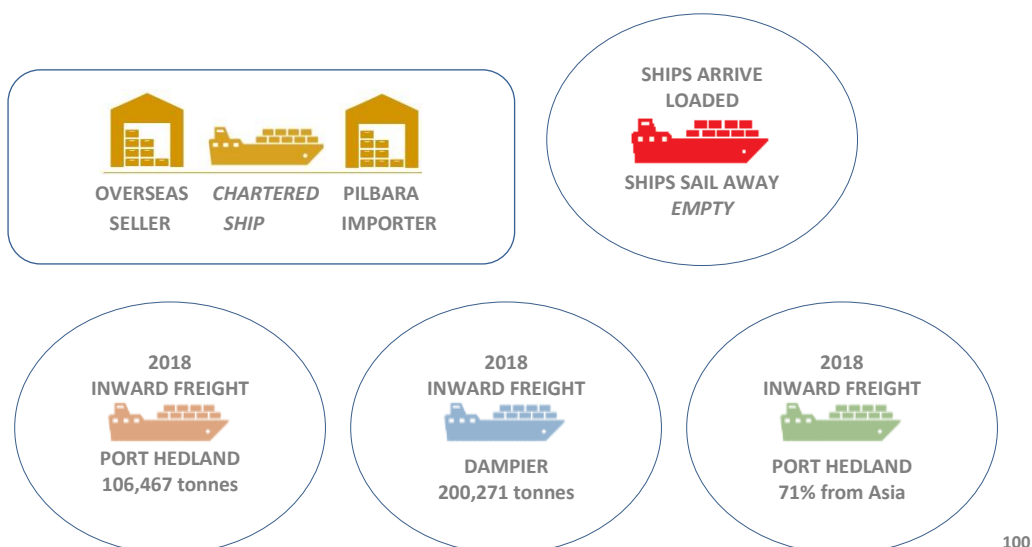 OVERSEAS CHARTERED PILBARA
SELLER SHIP IMPORTER
SHIPS ARRIVE
LOADED
SHIPS SAIL AWAY
EMPTY
2018
INWARD FREIGHT
PORT HEDLAND
106,467 tonnes
2018
INWARD FREIGHT
DAMPIER
200,271 tonnes
2018
INWARD FREIGHT
PORT HEDLAND
71% from Asia
100